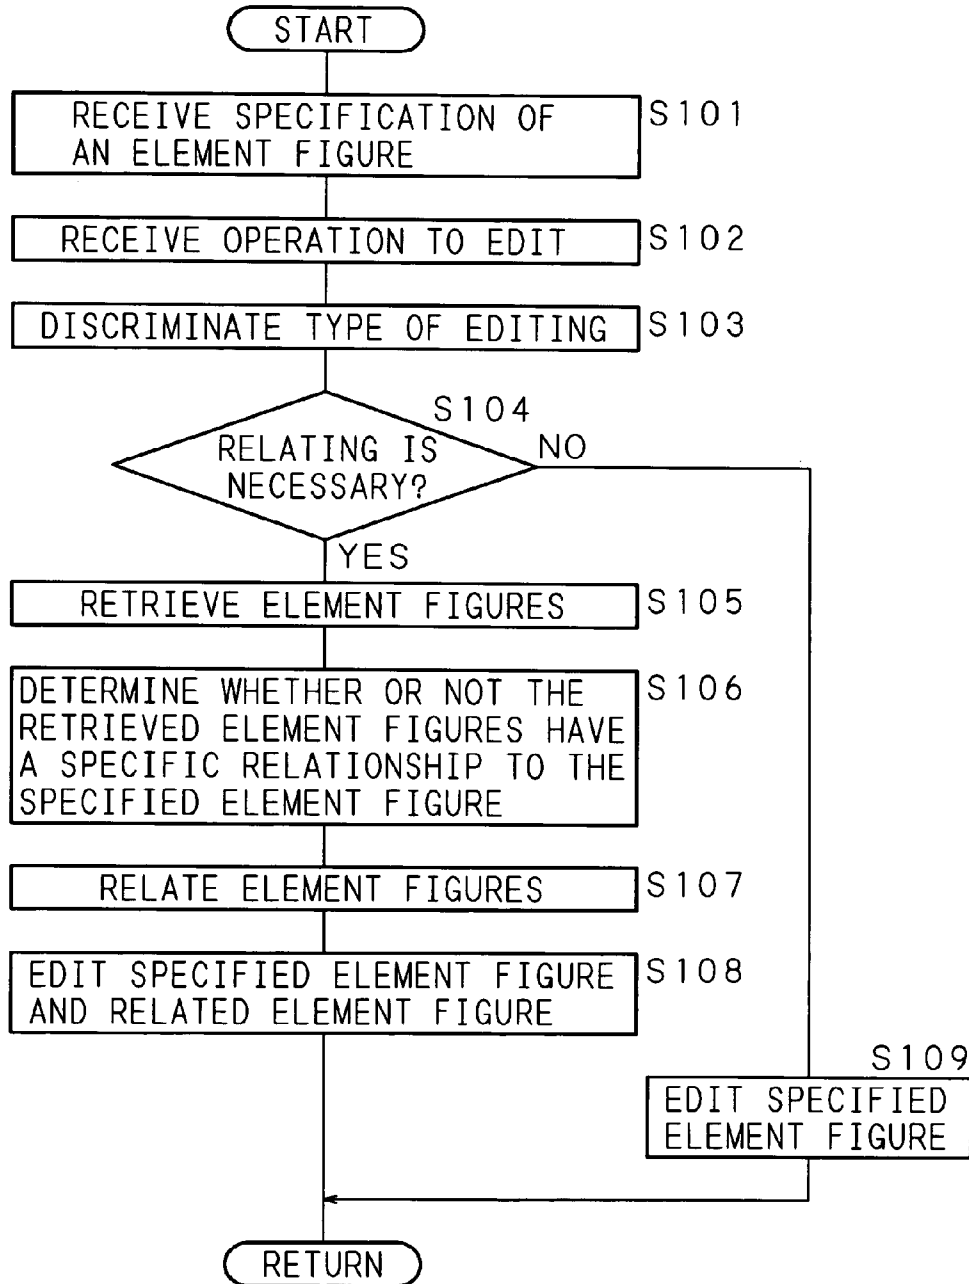 START
RECEIVE SPECIFICATION OF
AN ELEMENT FIGURE
S101
RECEIVE OPERATION TO EDIT
S102
DISCRIMINATE TYPE OF EDITING
S103
S104
RELATING IS
NECESSARY?
NO
YES
RETRIEVE ELEMENT FIGURES
S105
DETERMINE WHETHER OR NOT THE
RETRIEVED ELEMENT FIGURES HAVE
A SPECIFIC RELATIONSHIP TO THE
SPECIFIED ELEMENT FIGURE
S106
RELATE ELEMENT FIGURES
S107
EDIT SPECIFIED ELEMENT FIGURE
AND RELATED ELEMENT FIGURE
S108
S109
EDIT SPECIFIED
ELEMENT FIGURE
RETURN